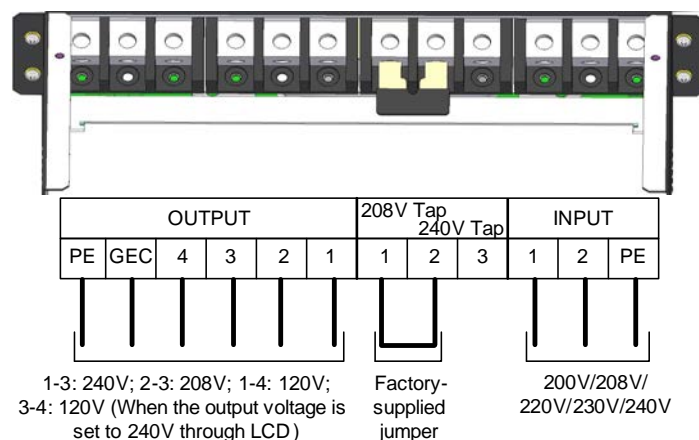 OUTPUT
208V Tap
240V Tap
INPUT
PE GEC 4 3 2 1 1 2 3 1 2 PE
1-3: 240V; 2-3: 208V; 1-4: 120V;
3-4: 120V (When the output voltage is
set to 240V through LCD)
Factory-
supplied
jumper
200V/208V/
220V/230V/240V